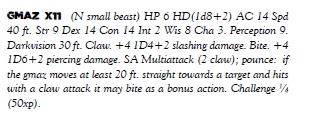 GMAZ X11 (N small beast) HP 6 HD(1d8+2) AC 14 Spd
40 ft. Str 9 Dex 14 Con 14 Int 2 Wis 8 Cha 3. Perception 9.
Darkvision 30 ft. Claw. +4 1D4+2 slashing damage. Bite. +4
1D6+2 piercing damage. SA Multiattack (2 claw); pounce: if
the gmaz moves at least 20 ft. straight towards a target and hits
with a claw attack it may bite as a bonus action. Challenge ¼
(50xp).